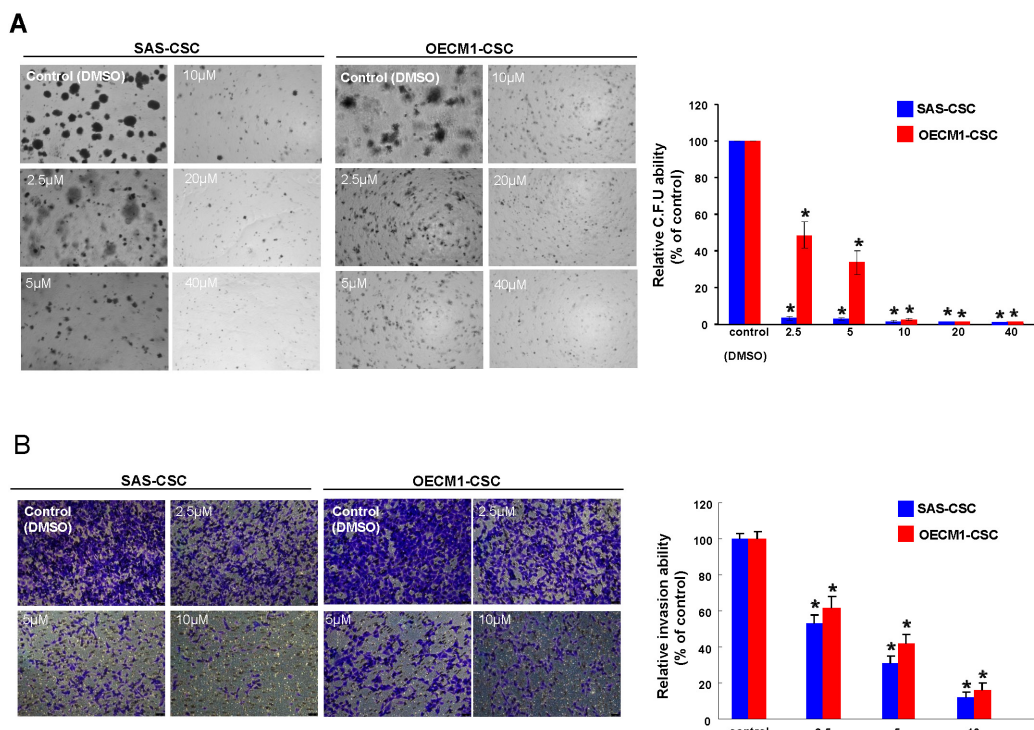 A
SAS-CSC
OECM1-CSC
Control (DMSO)
10µM
Control (DMSO)
10µM
2.5µM
20µM
2.5µM
20µM
5µM
40µM
5µM
40µM
Relative C.F.U ability
(% of control)
120
100
80
60
40
20
0
SAS-CSC
OECM1-CSC
* * * * * * * * * *
control 2.5 5 10 20 40
(DMSO)
B
SAS-CSC
OECM1-CSC
Control
(DMSO)
2.5µM
Control
(DMSO)
2.5µM
5µM
10µM
5µM
10µM
Relative invasion ability
(% of control)
120
100
80
60
40
20
0
SAS-CSC
OECM1-CSC
* * * * * *